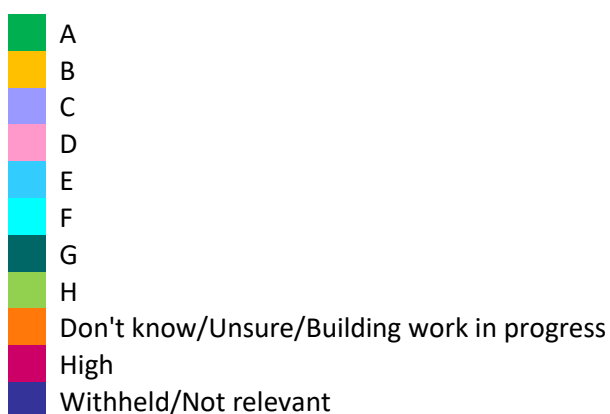 A
B
C
D
E
F
G
H
Don't know/Unsure/Building work in progress
High
Withheld/Not relevant